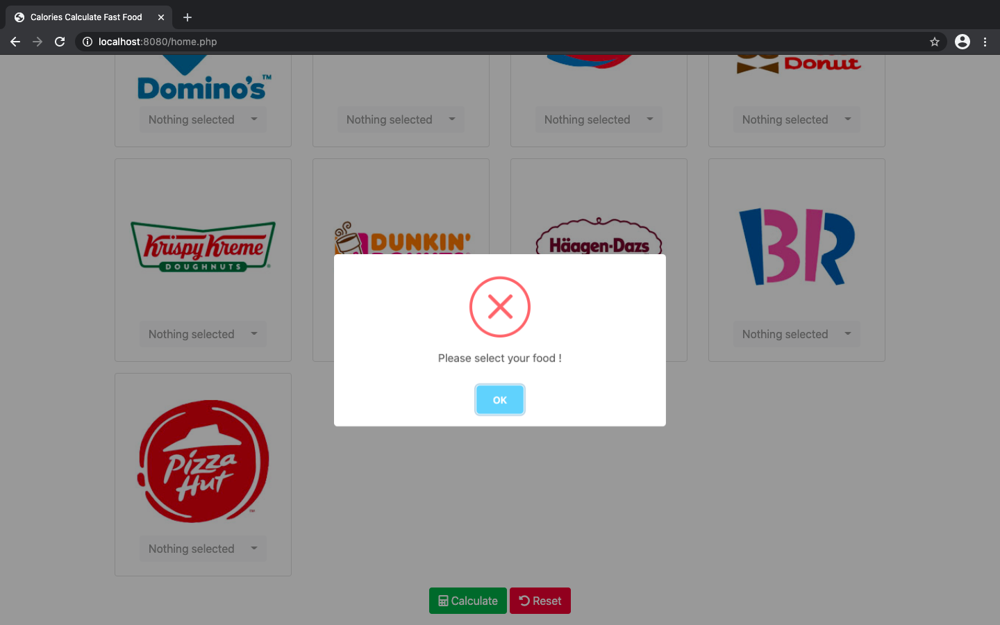 Calories Calculate Fast Food
localhost:8080/home.php
Domino's™
Donut
Nothing selected
Nothing selected
Nothing selected
Nothing selected
Krispy Kreme
DOUGHNUTS
®
DUNKIN'
DONUTS
Häagen-Dazs
BR
Please select your food !
OK
Nothing selected
Nothing selected
Pizza
Hut
™
Nothing selected
Calculate
Reset